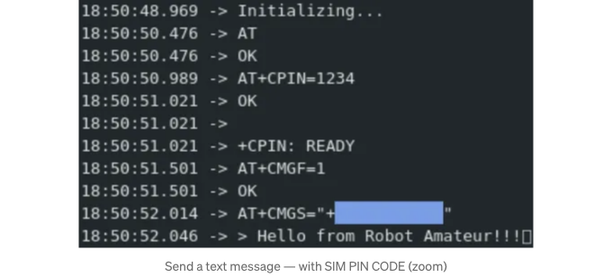 18:50:48.969 -> Initializing...
18:50:50.476 -> AT
18:50:50.476 -> OK
18:50:50.989 -> AT+CPIN=1234
18:50:51.021 -> OK
18:50:51.021 ->
18:50:51.021 -> +CPIN: READY
18:50:51.501 -> AT+CMGF=1
18:50:51.501 -> OK
18:50:52.014 -> AT+CMGS="+ "
18:50:52.046 -> > Hello from Robot Amateur!!!▯
Send a text message — with SIM PIN CODE (zoom)